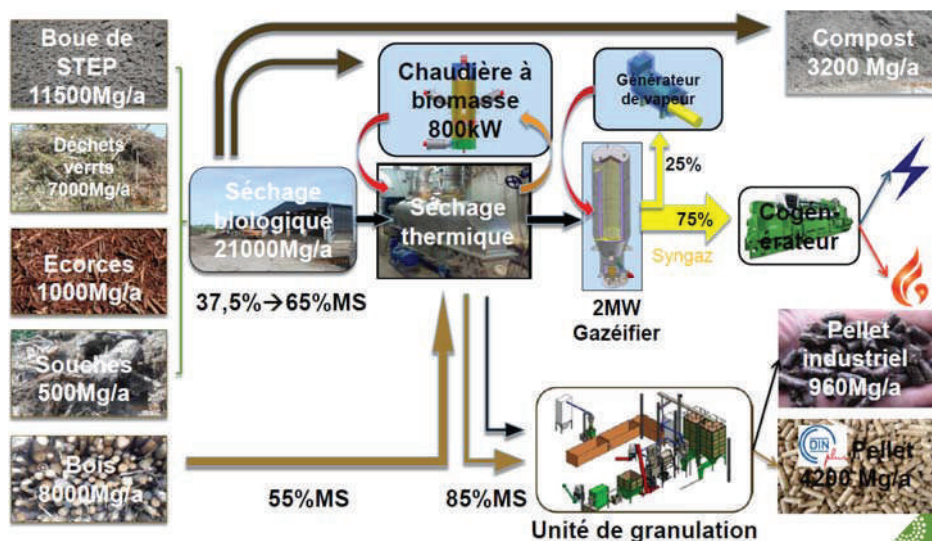 Boue de
STEP
11500Mg/a
Déchets
verrts
7000Mg/a
Ecorces
1000Mg/a
Souches
500Mg/a
Bois
8000Mg/a
Séchage
biologique
21000Mg/a
37,5%→65%MS
Chaudière à
biomasse
800kW
Séchage
thermique
55%MS
85%MS
Générateur
de vapeur
25%
75%
Syngaz
2MW
Gazéifier
Cogén-
érateur
Unité de granulation
Compost
3200 Mg/a
Pellet
industriel
960Mg/a
DIN
plus
Pellet
4200 Mg/a